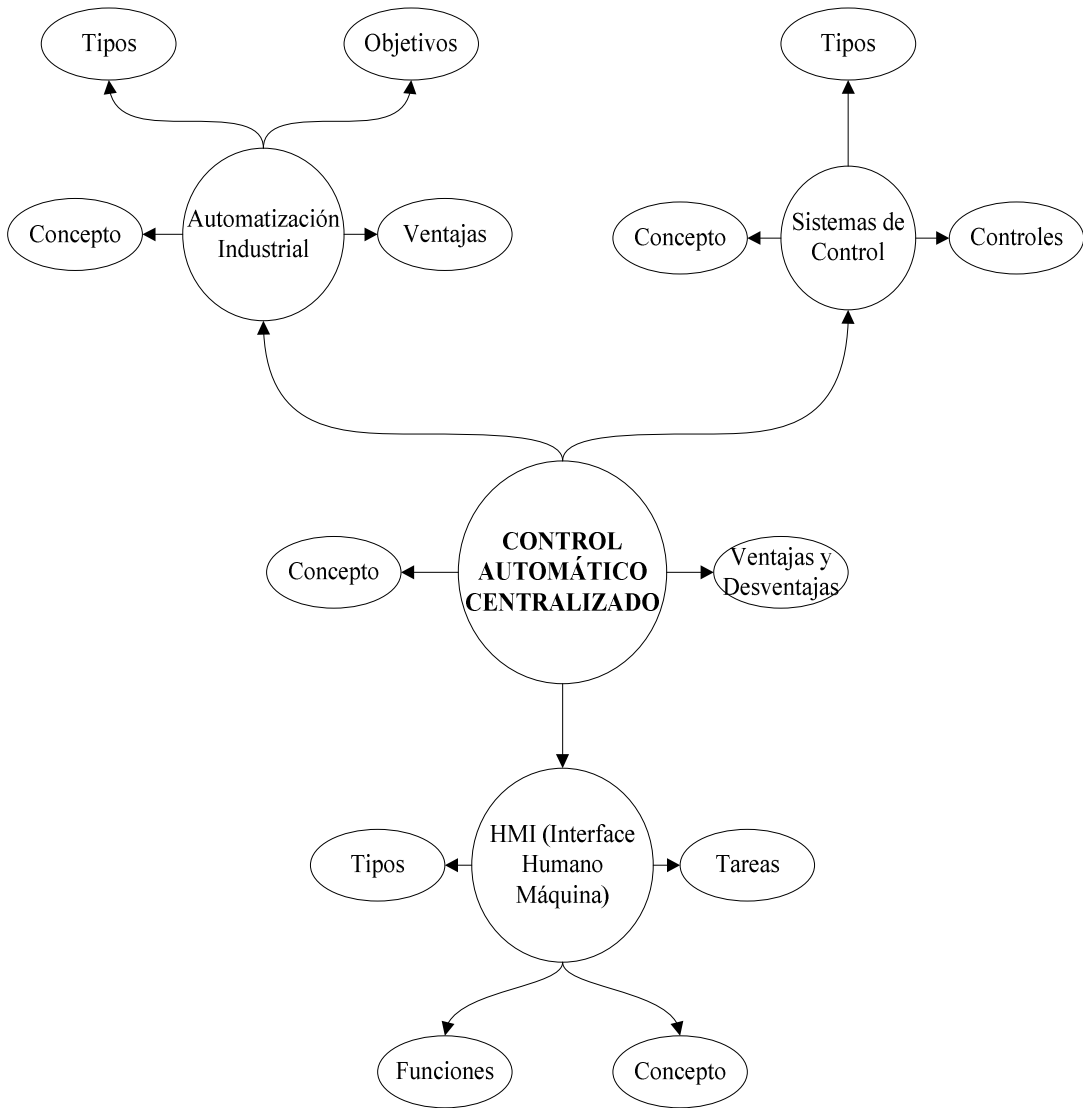 Tipos
Objetivos
Tipos
Concepto
Automatización
Industrial
Ventajas
Concepto
Sistemas de
Control
Controles
Concepto
CONTROL
AUTOMÁTICO
CENTRALIZADO
Ventajas y
Desventajas
Tipos
HMI (Interface
Humano
Máquina)
Tareas
Funciones
Concepto